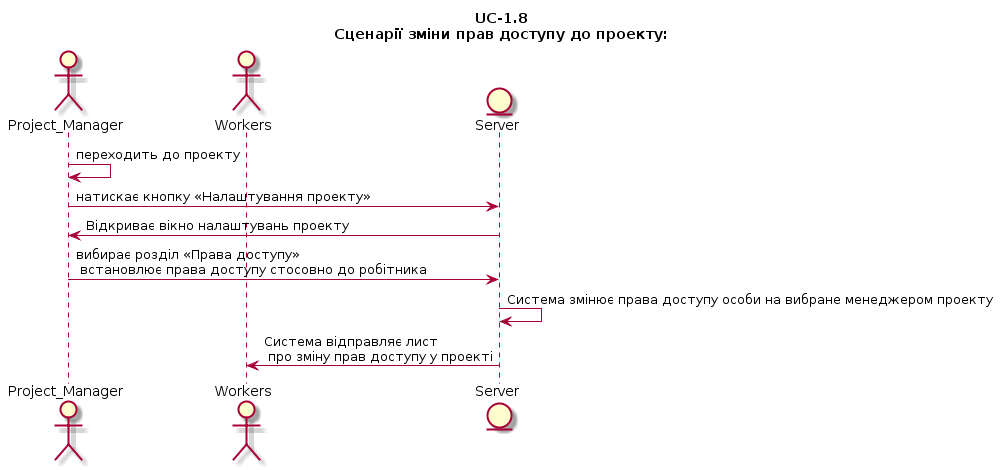 UC-1.8
Сценарії зміни прав доступу до проекту:
Project_Manager
Workers
Server
переходить до проекту
натискає кнопку «Налаштування проекту»
Відкриває вікно налаштувань проекту
вибирає розділ «Права доступу»
встановлює права доступу стосовно до робітника
Система змінює права доступу особи на вибране менеджером проекту
Система відправляє лист
про зміну прав доступу у проекті
Project_Manager
Workers
Server